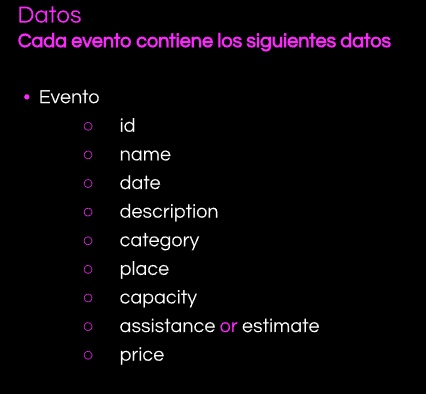 Datos
Cada evento contiene los siguientes datos
• Evento
○ id
○ name
○ date
○ description
○ category
○ place
○ capacity
○ assistance or estimate
○ price